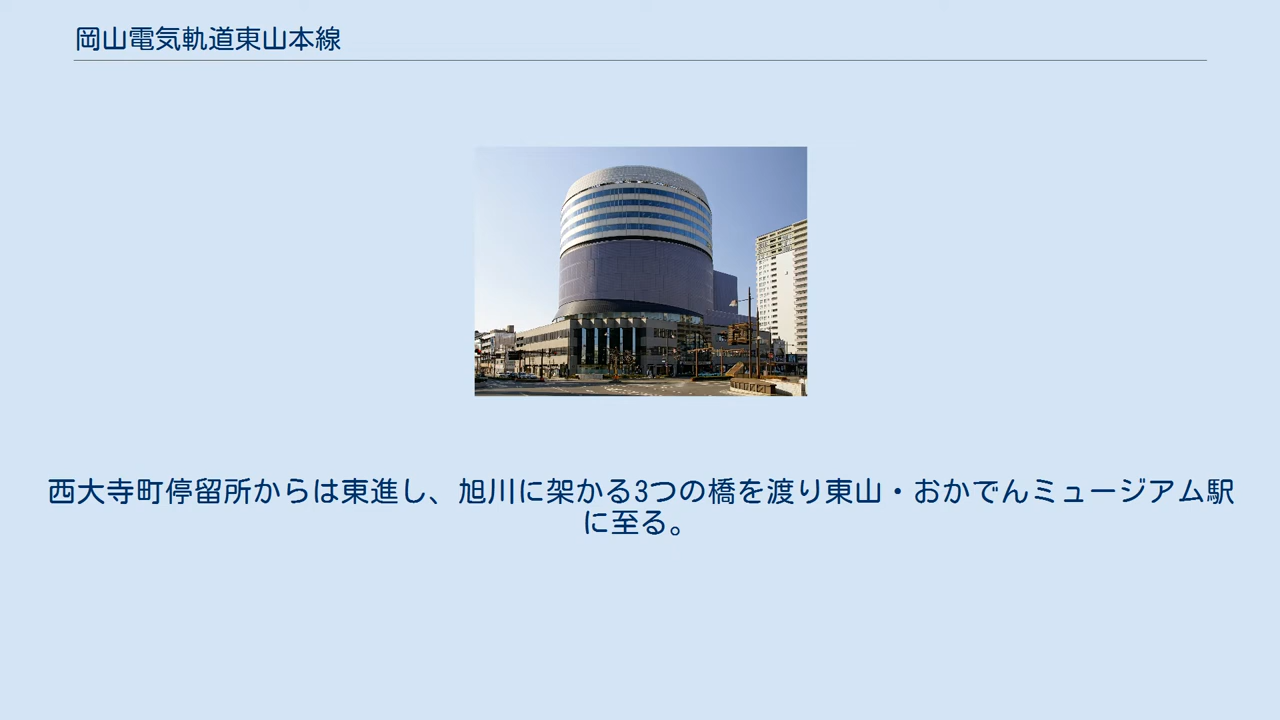 岡山電気軌道東山本線
西大寺町停留所からは東進し、旭川に架かる3つの橋を渡り東山・おかでんミュージアム駅
に至る。